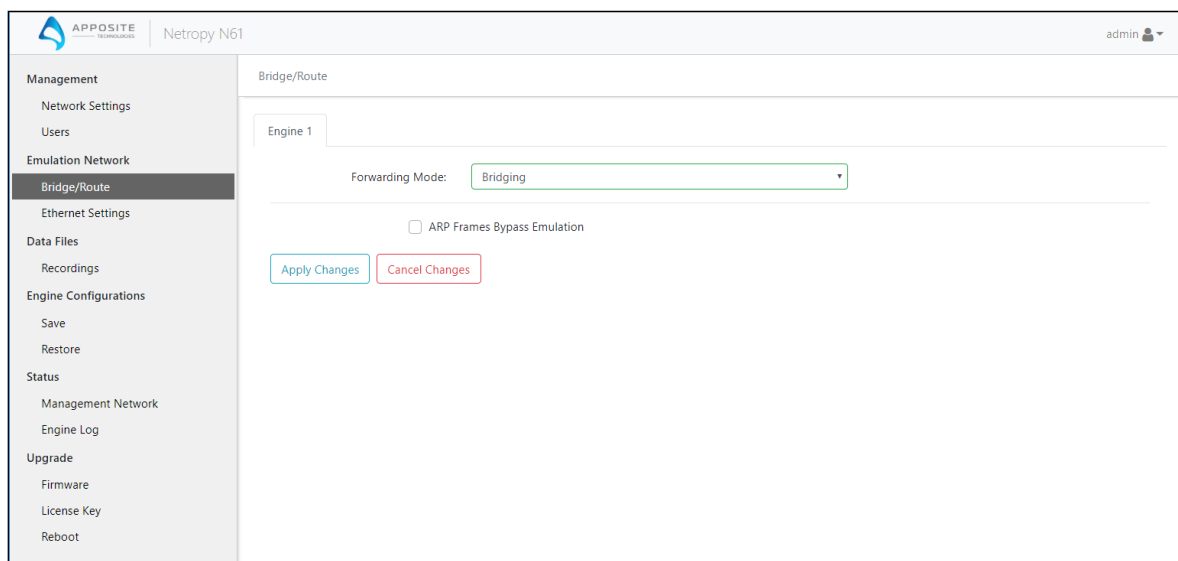 APPOSITE
TECHNOLOGIES
Netropy N61
admin
Management
Network Settings
Users
Emulation Network
Bridge/Route
Ethernet Settings
Data Files
Recordings
Engine Configurations
Save
Restore
Status
Management Network
Engine Log
Upgrade
Firmware
License Key
Reboot
Bridge/Route
Engine 1
Forwarding Mode: Bridging
ARP Frames Bypass Emulation
Apply Changes Cancel Changes